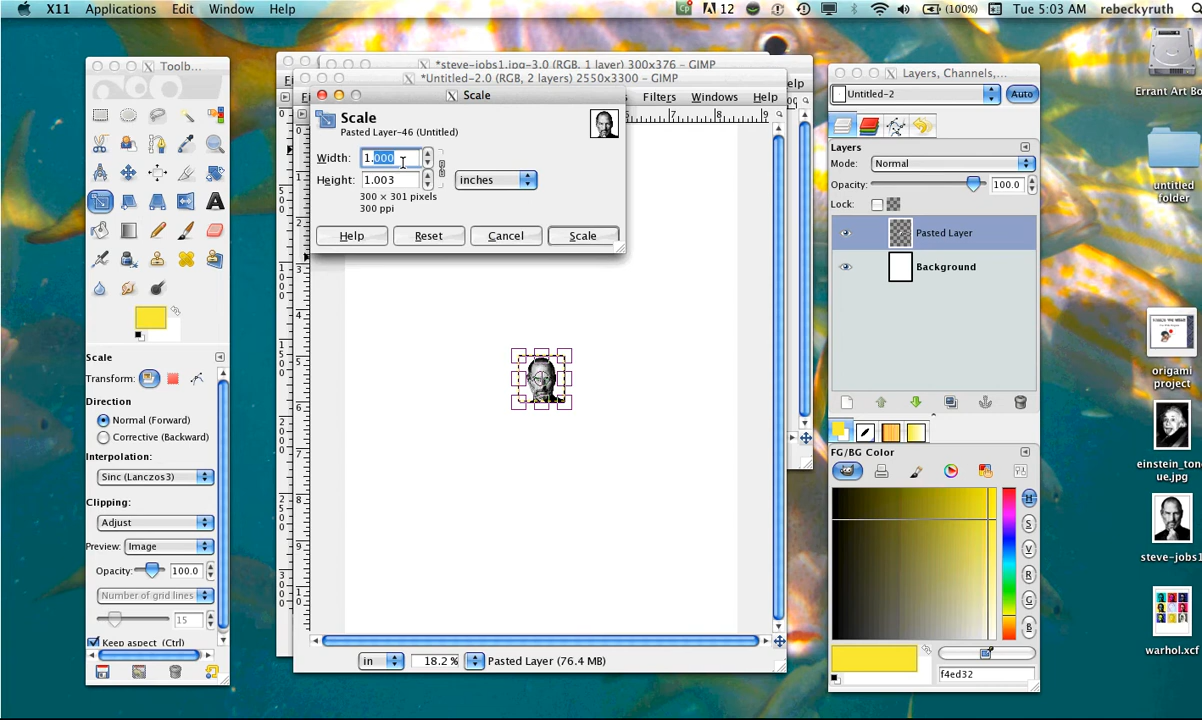 X11 Applications Edit Window Help
12 (100%) Tue 5:03 AM rebeckyruth
Toolb...
*steve-jobs1.jpg-3.0 (RGB, 1 layer) 300x376 - GIMP
*Untitled-2.0 (RGB, 2 layers) 2550x3300 - GIMP
Filters Windows Help
Scale
Scale
Pasted Layer-46 (Untitled)
Width: 1.000
Height: 1.003 inches
300 × 301 pixels
300 ppi
Help Reset Cancel Scale
Scale
Transform:
Direction
Normal (Forward)
Corrective (Backward)
Interpolation:
Sinc (Lanczos3)
Clipping:
Adjust
Preview: Image
Opacity: 100.0
Number of grid lines
15
Keep aspect (Ctrl)
in 18.2% Pasted Layer (76.4 MB)
Layers, Channels,...
Untitled-2 Auto
Layers
Mode: Normal
Opacity: 100.0
Lock:
Pasted Layer
Background
FG/BG Color
H
S
V
R
G
B
f4ed32
Errant Art Bo
untitled
folder
origami
project
einstein_ton
ue.jpg
steve-jobs1
warhol.xcf